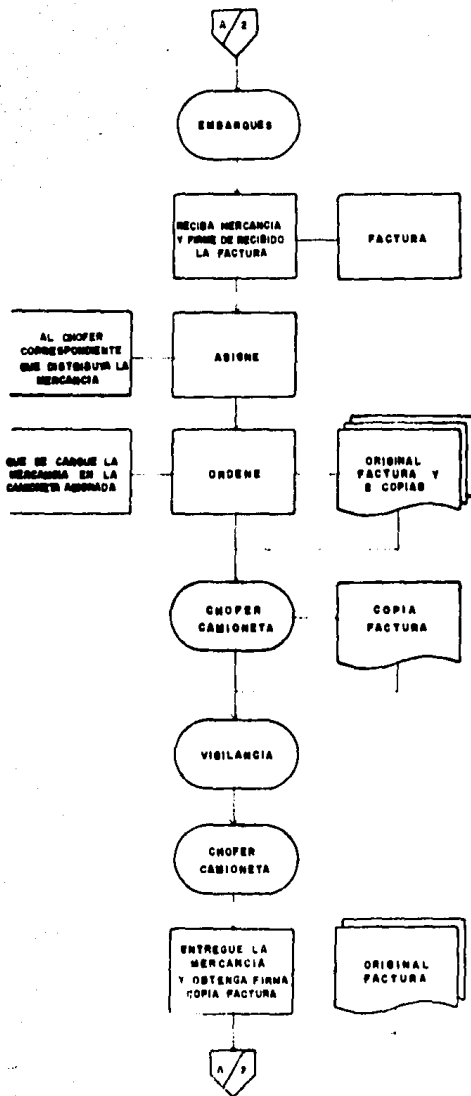 A/2
EMBARQUES
RECIBA MERCANCIA
Y FIRME DE RECIBIDO
LA FACTURA
FACTURA
AL CHOFER
CORRESPONDIENTE
QUE DISTRIBUYA LA
MERCANCIA
ASIGNE
QUE SE CARGUE LA
MERCANCIA EN LA
CAMIONETA ASIGNADA
ORDENE
ORIGINAL
FACTURA Y
COPIAS
CHOFER
CAMIONETA
COPIA
FACTURA
VIGILANCIA
CHOFER
CAMIONETA
ENTREGUE LA
MERCANCIA
Y OBTENGA FIRMA
COPIA FACTURA
ORIGINAL
FACTURA
A/